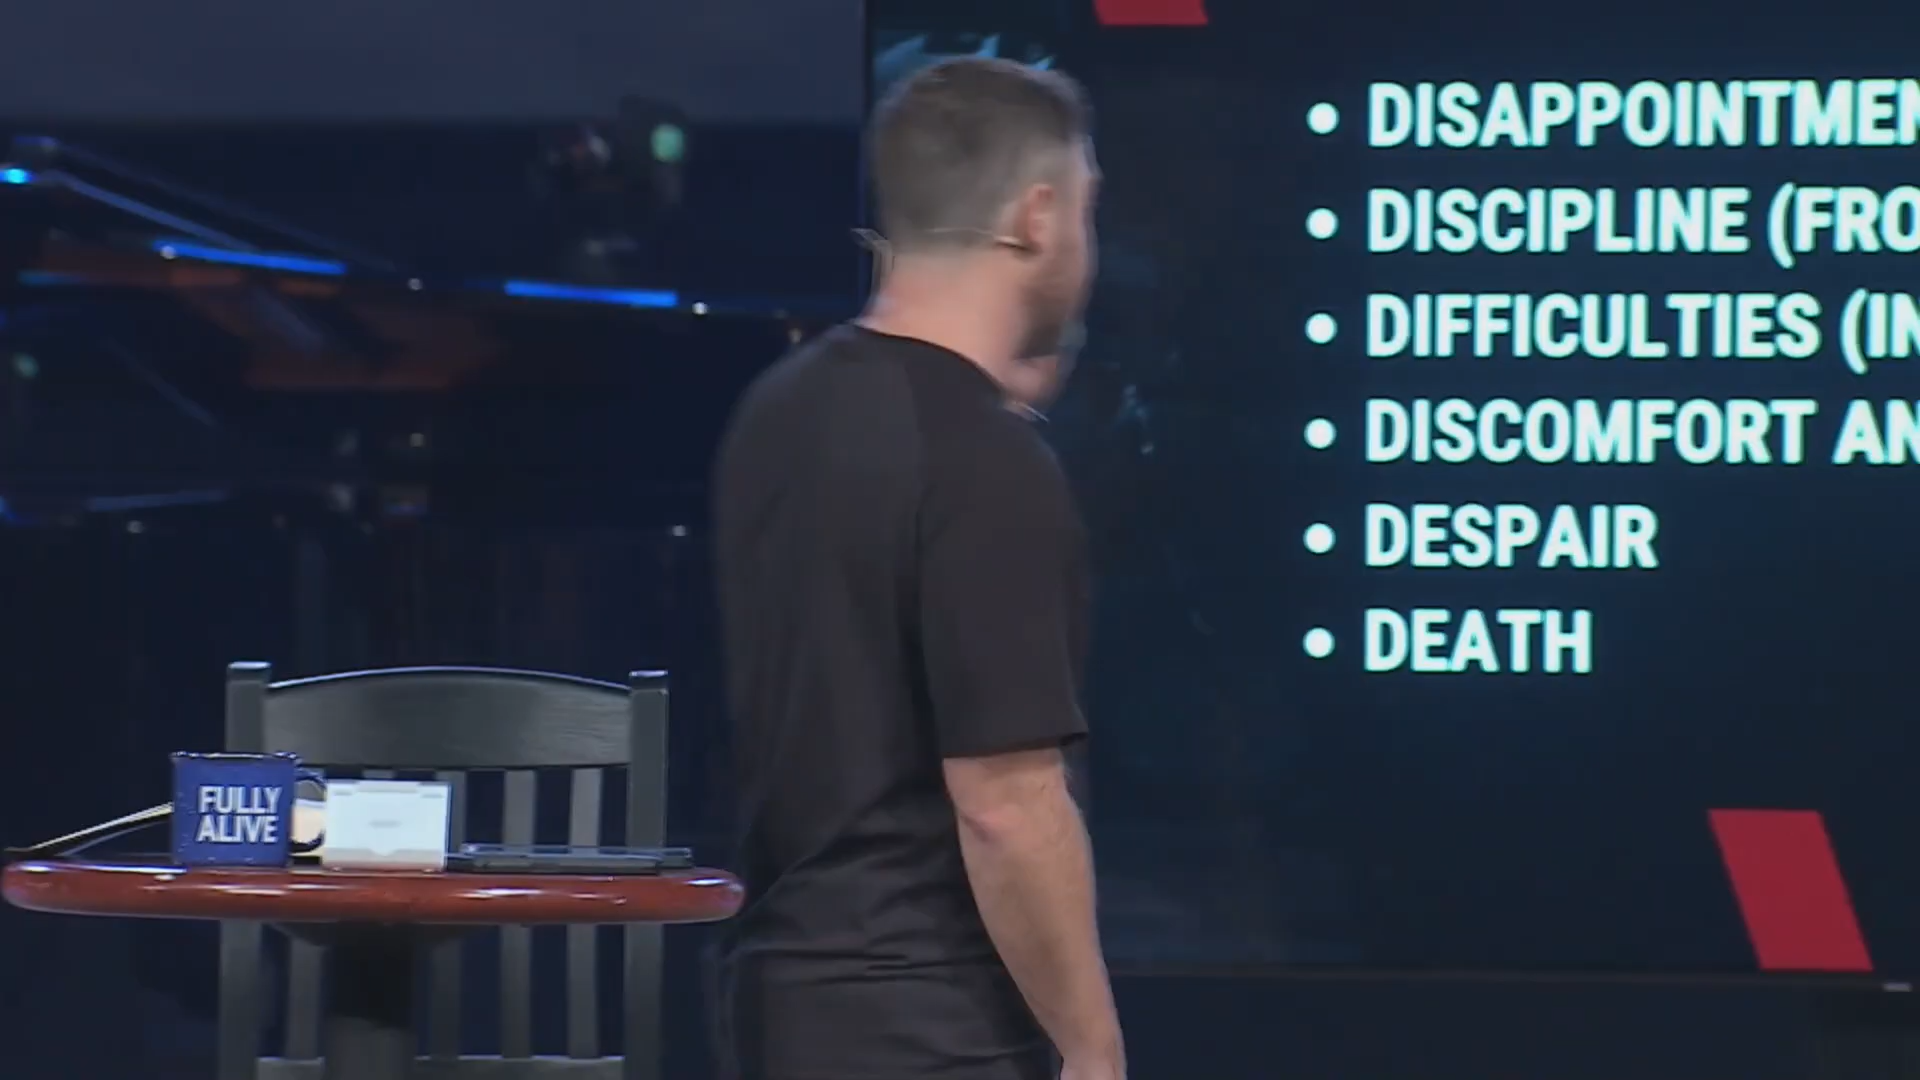 • DISAPPOINTMEN
• DISCIPLINE (FRO
• DIFFICULTIES (IN
• DISCOMFORT AN
• DESPAIR
• DEATH
FULLY
ALIVE